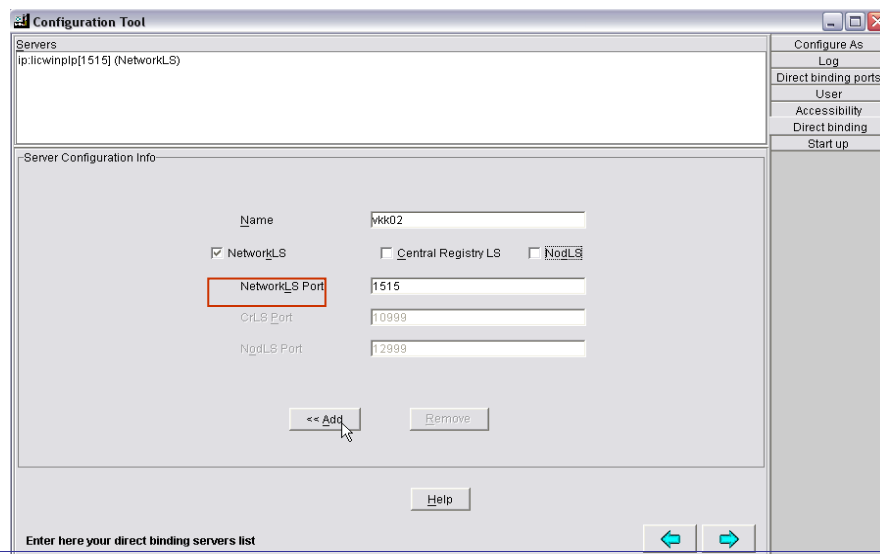 Configuration Tool
Servers
ip:licwinplp[1515] (NetworkLS)
Configure As
Log
Direct binding ports
User
Accessibility
Direct binding
Start up
Server Configuration Info
Name
vkk02
NetworkLS
Central Registry LS
NodLS
NetworkLS Port
1515
CrLS Port
10999
NodLS Port
12999
<< Add
Remove
Help
Enter here your direct binding servers list